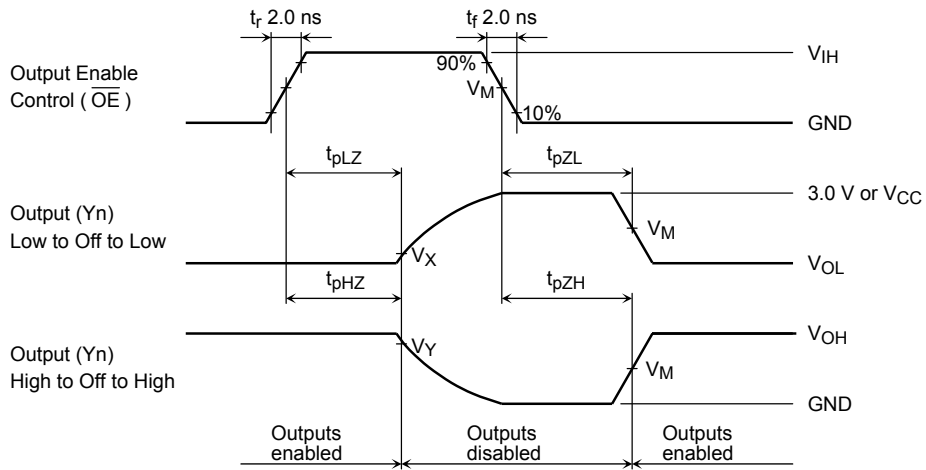 tr 2.0 ns
tf 2.0 ns
Output Enable
Control ( OE )
90%
VM
10%
VIH
GND
tpLZ
tpZL
Output (Yn)
Low to Off to Low
VX
VM
3.0 V or VCC
VOL
tpHZ
tpZH
Output (Yn)
High to Off to High
VY
VM
VOH
GND
Outputs
enabled
Outputs
disabled
Outputs
enabled